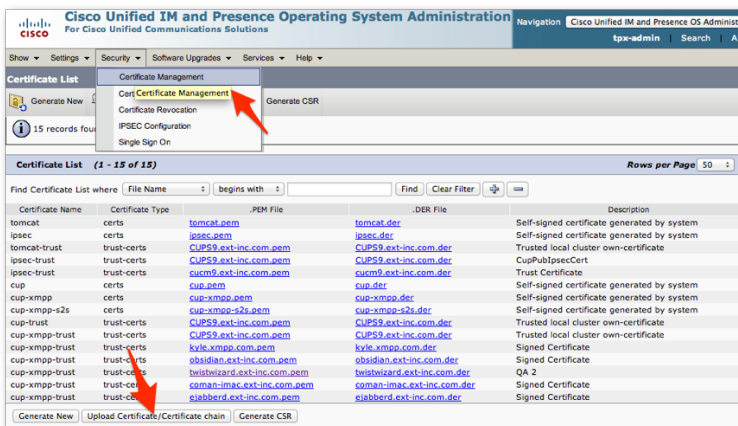 Cisco Unified IM and Presence Operating System Administration
For Cisco Unified Communications Solutions
CISCO
Navigation Cisco Unified IM and Presence OS Administ
tpx-admin Search A
Show Settings Security Software Upgrades Services Help
Certificate List
Certificate Management
Cert Certificate Management
Certificate Revocation
IPSEC Configuration
Single Sign On
Generate New
Generate CSR
15 records fou
Certificate List (1 - 15 of 15)
Rows per Page 50
Find Certificate List where File Name begins with Find Clear Filter
Certificate Name Certificate Type .PEM File .DER File Description
tomcat certs tomcat.pem tomcat.der Self-signed certificate generated by system
ipsec certs ipsec.pem ipsec.der Self-signed certificate generated by system
tomcat-trust trust-certs CUPS9.ext-inc.com.pem CUPS9.ext-inc.com.der Trusted local cluster own-certificate
ipsec-trust trust-certs CUPS9.ext-inc.com.pem CUPS9.ext-inc.com.der CupPubIpsecCert
ipsec-trust trust-certs cucm9.ext-inc.com.pem cucm9.ext-inc.com.der Trust Certificate
cup certs cup.pem cup.der Self-signed certificate generated by system
cup-xmpp certs cup-xmpp.pem cup-xmpp.der Self-signed certificate generated by system
cup-xmpp-s2s certs cup-xmpp-s2s.pem cup-xmpp-s2s.der Self-signed certificate generated by system
cup-trust trust-certs CUPS9.ext-inc.com.pem CUPS9.ext-inc.com.der Trusted local cluster own-certificate
cup-xmpp-trust trust-certs CUPS9.ext-inc.com.pem CUPS9.ext-inc.com.der Trusted local cluster own-certificate
cup-xmpp-trust trust-certs kyle.xmpp.com.pem kyle.xmpp.com.der Signed Certificate
cup-xmpp-trust trust-certs obsidian.ext-inc.com.pem obsidian.ext-inc.com.der Signed Certificate
cup-xmpp-trust trust-certs twistwizard.ext-inc.com.pem twistwizard.ext-inc.com.der QA 2
cup-xmpp-trust trust-ce coman-imac.ext-inc.com.pem coman-imac.ext-inc.com.der Signed Certificate
cup-xmpp-trust trust-ce ejabberd.ext-inc.com.pem ejabberd.ext-inc.com.der Signed Certificate
Generate New Upload Certificate/Certificate chain Generate CSR